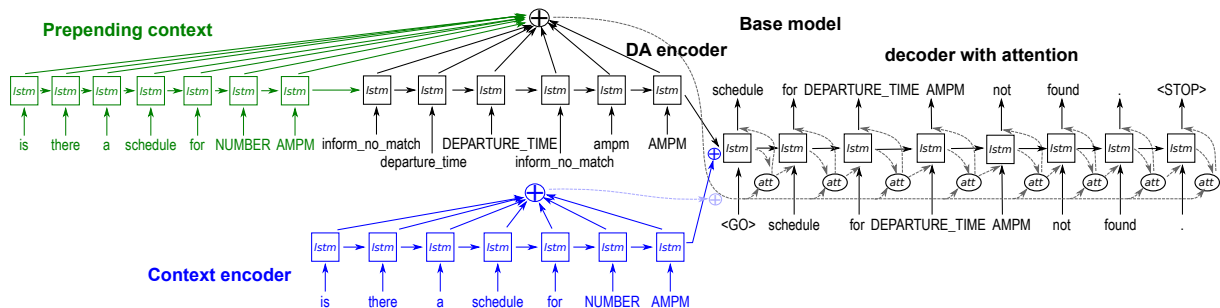 Prepending context
Base model
DA encoder
decoder with attention
lstm lstm lstm lstm lstm lstm lstm lstm lstm lstm lstm lstm lstm
is there a schedule for NUMBER AMPM
inform_no_match departure_time DEPARTURE_TIME inform_no_match ampm AMPM
schedule for DEPARTURE_TIME AMPM not found . <STOP>
lstm lstm lstm lstm lstm lstm lstm lstm
att att att att att att att att
<GO> schedule for DEPARTURE_TIME AMPM not found .
Context encoder
lstm lstm lstm lstm lstm lstm lstm
is there a schedule for NUMBER AMPM